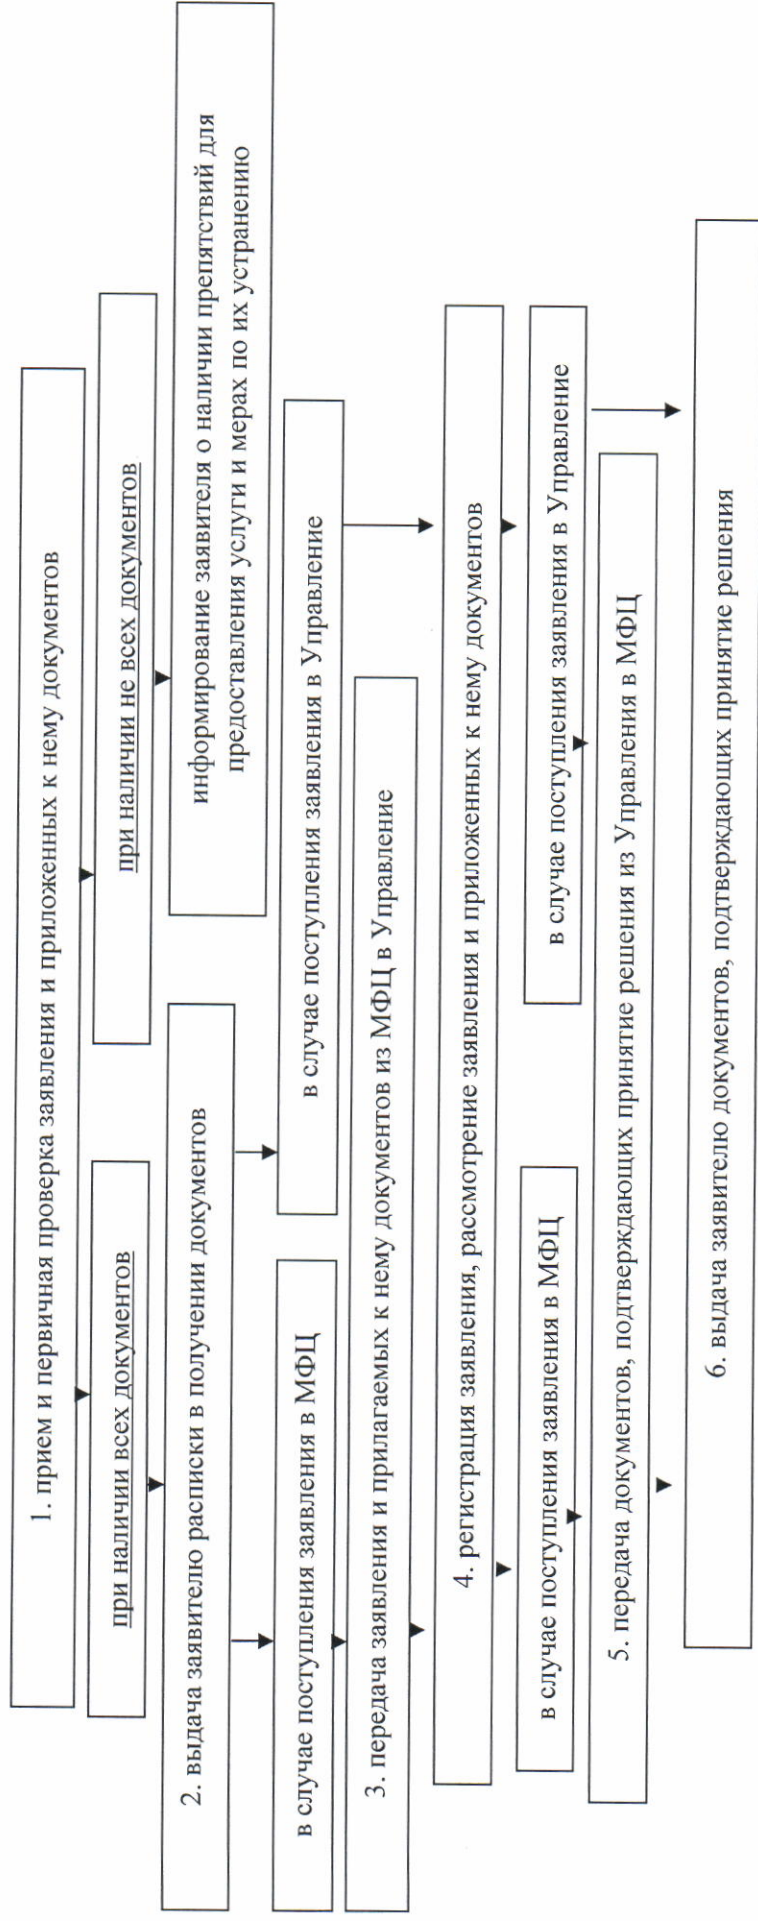 1. прием и первичная проверка заявления и приложенных к нему документов
при наличии всех документов
при наличии не всех документов
2. выдача заявителю расписки в получении документов
информирование заявителя о наличии препятствий для
предоставления услуги и мерах по их устранению
в случае поступления заявления в МФЦ
в случае поступления заявления в Управление
3. передача заявления и прилагаемых к нему документов из МФЦ в Управление
4. регистрация заявления, рассмотрение заявления и приложенных к нему документов
в случае поступления заявления в МФЦ
в случае поступления заявления в Управление
5. передача документов, подтверждающих принятие решения из Управления в МФЦ
6. выдача заявителю документов, подтверждающих принятие решения